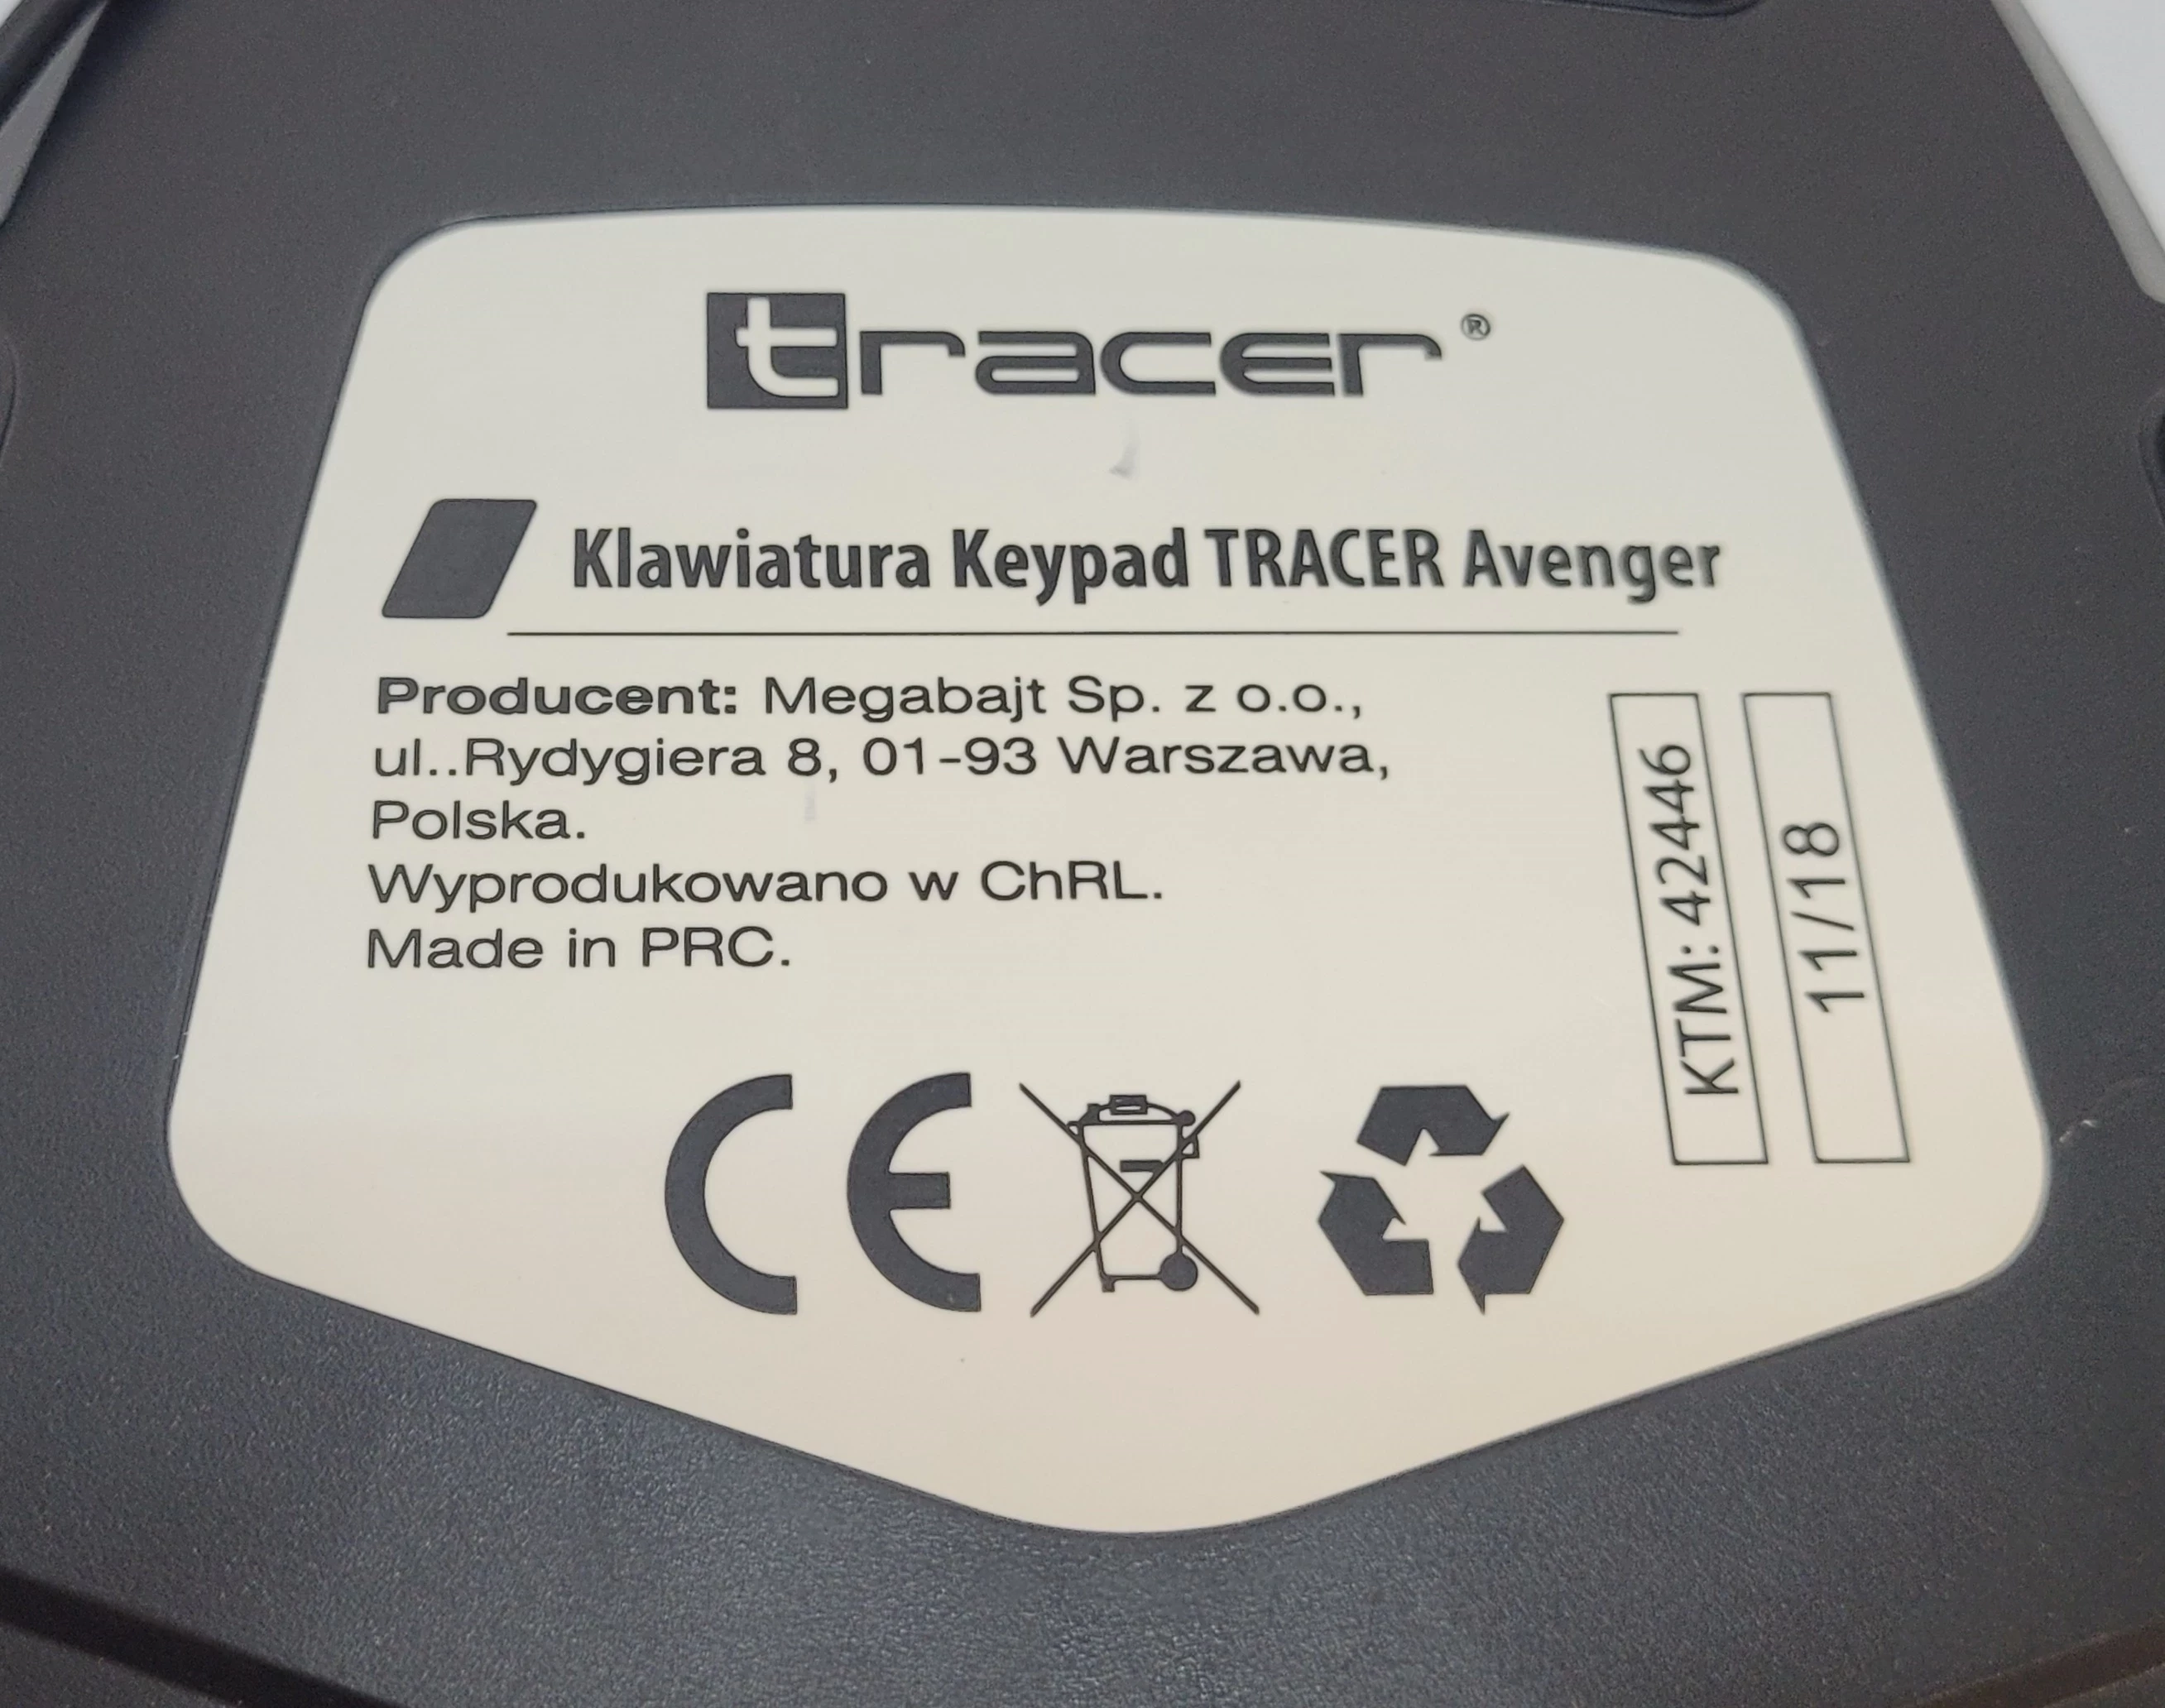 tracer®
Klawiatura Keypad TRACER Avenger
Producent: Megabajt Sp. z o.o.,
ul..Rydygiera 8, 01-93 Warszawa,
Polska.
Wyprodukowano w ChRL.
Made in PRC.
KTM: 42446
11/18
CE